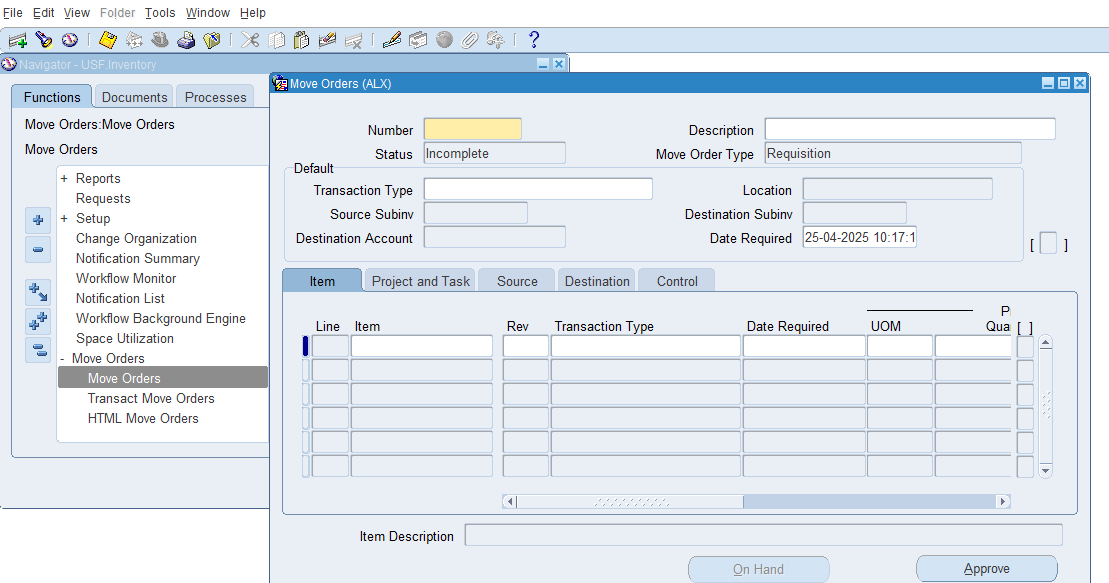 File Edit View Folder Tools Window Help
Navigator - USF.Inventory
Functions Documents Processes
Move Orders:Move Orders
Move Orders
+ Reports
Requests
+ Setup
Change Organization
Notification Summary
Workflow Monitor
Notification List
Workflow Background Engine
Space Utilization
- Move Orders
Move Orders
Transact Move Orders
HTML Move Orders
Move Orders (ALX)
Number Description
Status Incomplete Move Order Type Requisition
Default
Transaction Type Location
Source Subinv Destination Subinv
Destination Account Date Required 25-04-2025 10:17:1
[ ]
Item Project and Task Source Destination Control
Line Item Rev Transaction Type Date Required UOM Qua [ ]
Item Description
On Hand Approve